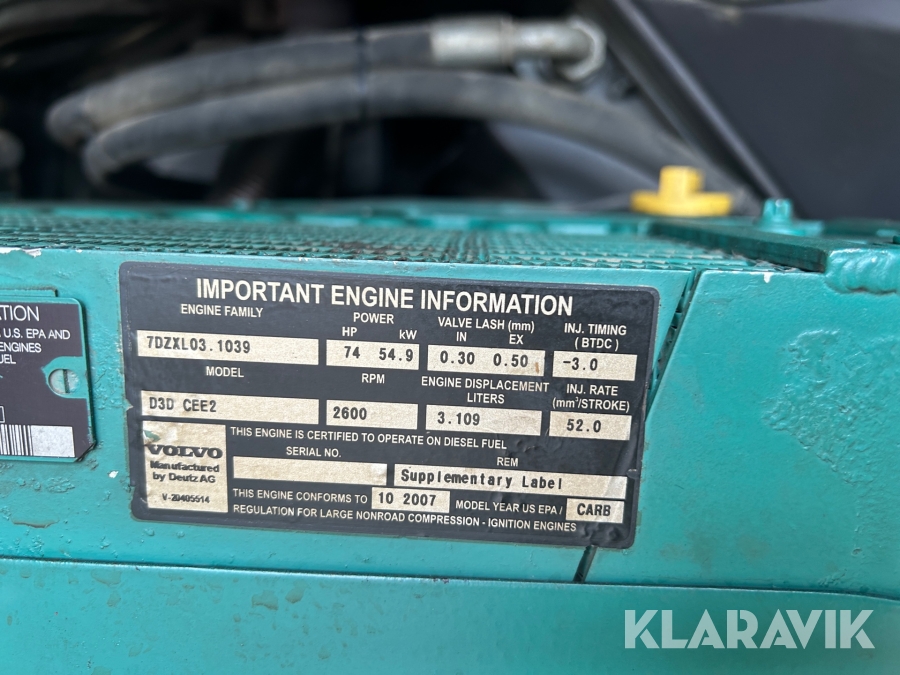 IMPORTANT ENGINE INFORMATION
ENGINE FAMILY
POWER
HP kW
VALVE LASH (mm)
IN EX
INJ. TIMING
(BTDC)
7DZXL03.1039
74 54.9
0.30 0.50
-3.0
MODEL
RPM
ENGINE DISPLACEMENT
LITERS
INJ. RATE
(mm³/STROKE)
D3D CEE2
2600
3.109
52.0
THIS ENGINE IS CERTIFIED TO OPERATE ON DIESEL FUEL
SERIAL NO.
REM
Supplementary Label
VOLVO
Manufactured
by Deutz AG
V-20405514
THIS ENGINE CONFORMS TO 10 2007 MODEL YEAR US EPA / CARB
REGULATION FOR LARGE NONROAD COMPRESSION - IGNITION ENGINES
U.S. EPA AND
ENGINES
KLARAVIK